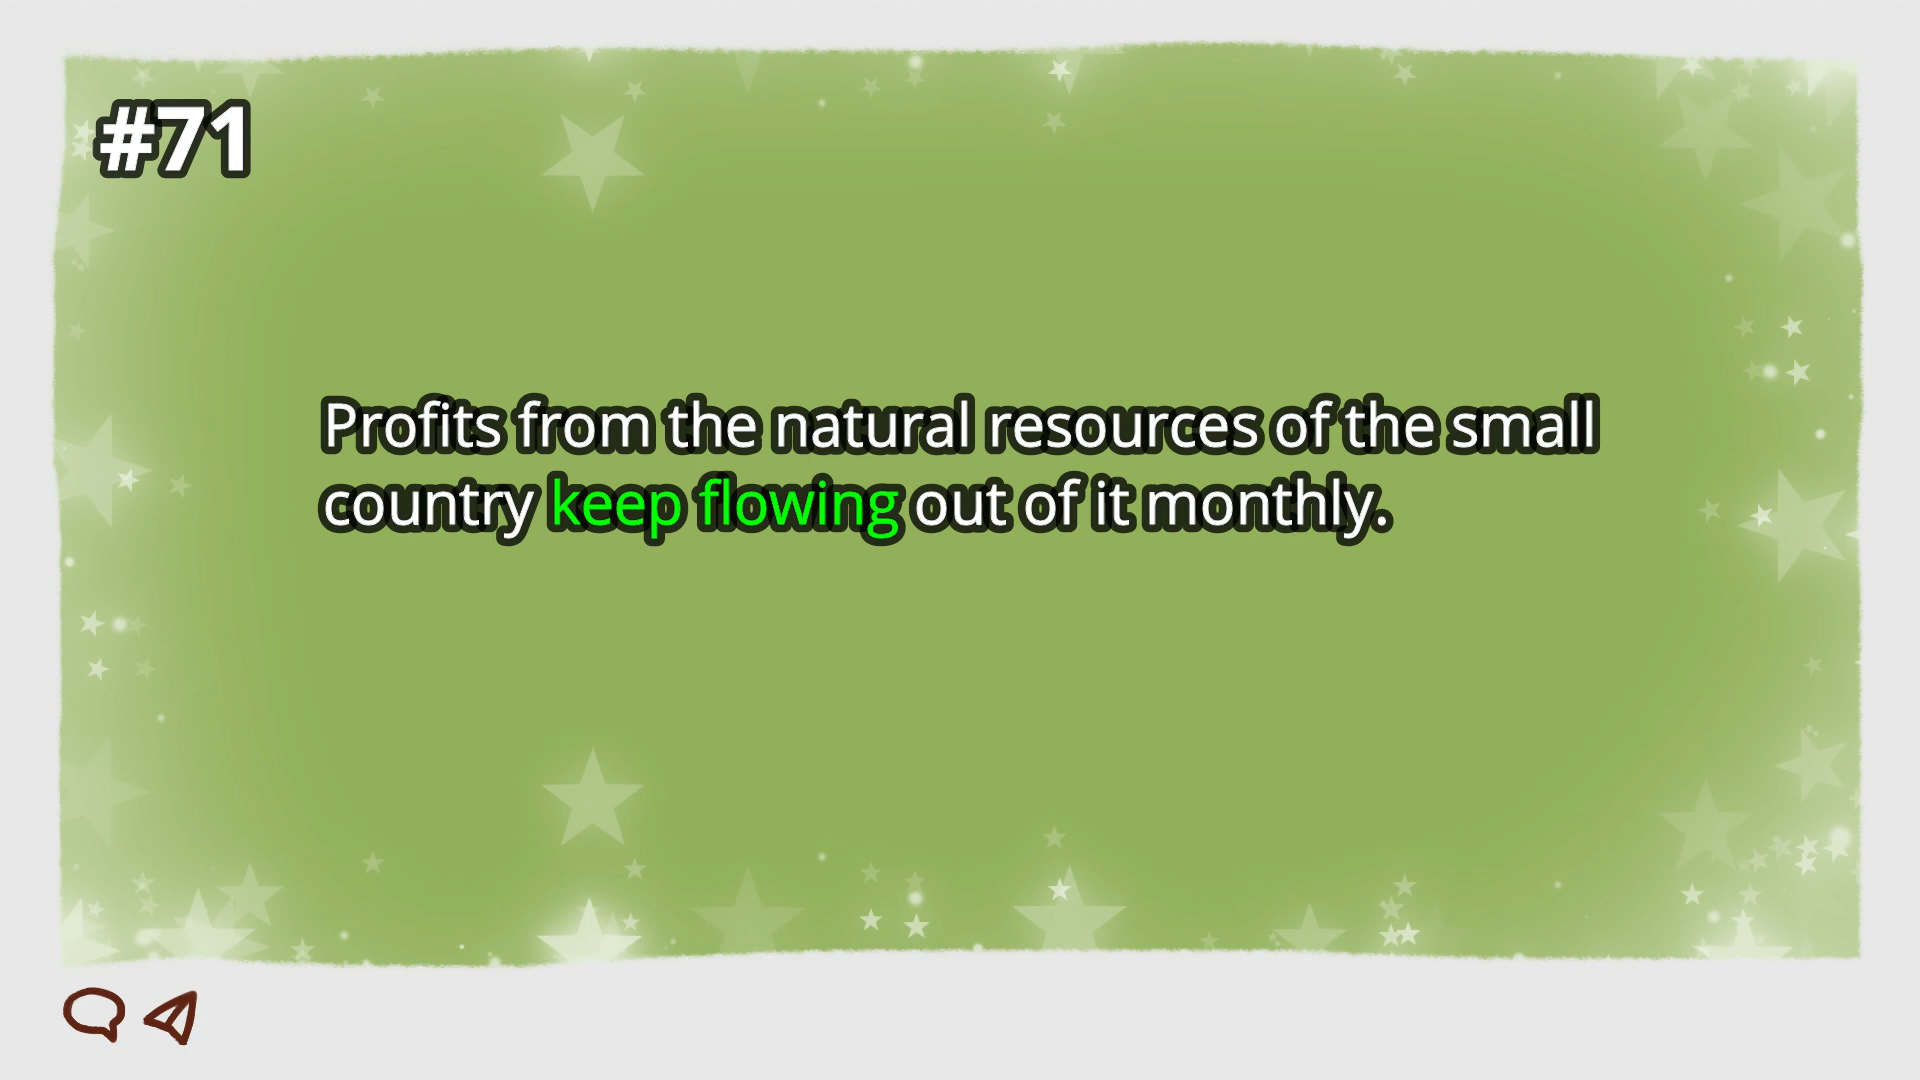 #71
Profits from the natural resources of the small
country keep flowing out of it monthly.